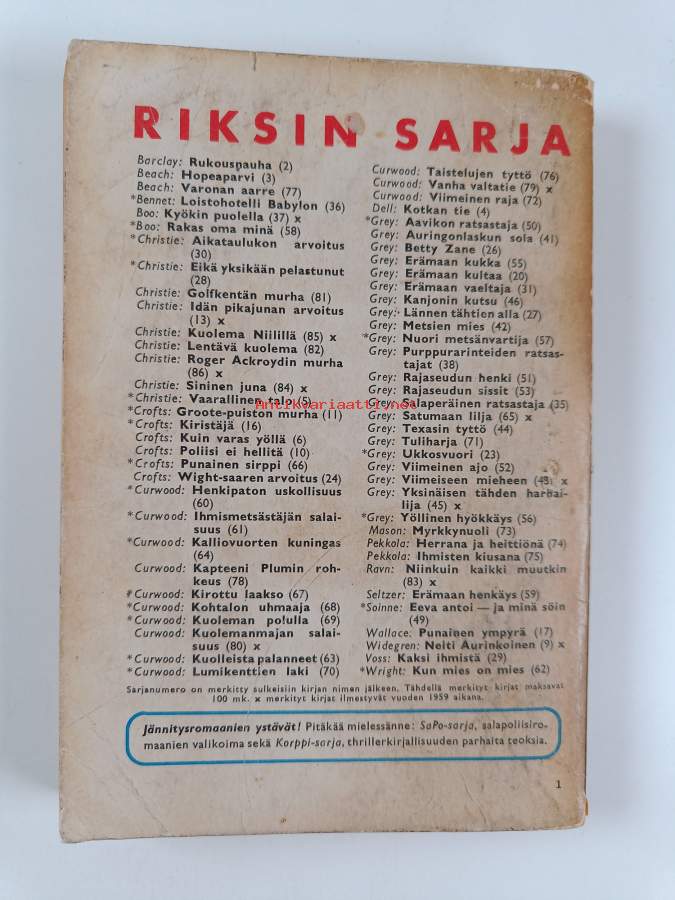 RIKSIN SARJA
Barclay: Rukousnauha (2)
Beach: Hopeaparvi (3)
Beach: Varonan aarre (77)
*Bennet: Loistohotelli Babylon (36)
Boo: Kyökin puolella (37) x
*Boo: Rakas oma minä (58)
*Christie: Aikataulukon arvoitus
(30)
*Christie: Eikä yksikään pelastunut
(28)
Christie: Golfkentän murha (81)
Christie: Idän pikajunan arvoitus
(13) x
Christie: Kuolema Niilillä (85) x
Christie: Lentävä kuolema (82)
Christie: Roger Ackroydin murha
(86) x
Christie: Sininen juna (84) x
*Christie: Vaarallinen talo (5)
*Crofts: Groote-puiston murha (11)
*Crofts: Kiristäjä (16)
Crofts: Kuin varas yöllä (6)
Crofts: Poliisi ei hellitä (10)
*Crofts: Punainen sirppi (66)
Crofts: Wight-saaren arvoitus (24)
*Curwood: Henkipaton uskollisuus
(60)
*Curwood: Ihmismetsästäjän salai-
suus (61)
*Curwood: Kalliovuorten kuningas
(64)
Curwood: Kapteeni Plumin roh-
keus (78)
*Curwood: Kirottu laakso (67)
*Curwood: Kohtalon uhmaaja (68)
*Curwood: Kuoleman polulla (69)
Curwood: Kuolemanmajan salai-
suus (80) x
*Curwood: Kuolleista palanneet (63)
*Curwood: Lumikenttien laki (70)
Curwood: Taistelujen tyttö (76)
Curwood: Vanha valtatie (79) x
Curwood: Viimeinen raja (72)
Dell: Kotkan tie (4)
*Grey: Aavikon ratsastaja (50)
Grey: Auringonlaskun sola (41)
Grey: Betty Zane (26)
Grey: Erämaan kukka (55)
Grey: Erämaan kultaa (20)
Grey: Erämaan vaeltaja (31)
Grey: Kanjonin kutsu (46)
Grey: Lännen tähtien alla (27)
Grey: Metsien mies (42)
*Grey: Nuori metsänvartija (57)
Grey: Purppurarinteiden ratsas-
tajat (38)
Grey: Rajaseudun henki (51)
Grey: Rajaseudun sissit (53)
Grey: Salaperäinen ratsastaja (35)
Grey: Satumaan lilja (65) x
Grey: Texasin tyttö (44)
Grey: Tuliharja (71)
*Grey: Ukkosvuori (23)
Grey: Viimeinen ajo (52)
Grey: Viimeiseen mieheen (43) x
Grey: Yksinäisen tähden harhai-
lija (45) x
*Grey: Yöllinen hyökkäys (56)
Mason: Myrkkynuoli (73)
Pekkola: Herrana ja heittiönä (74)
Pekkola: Ihmisten kiusana (75)
Ravn: Niinkuin kaikki muutkin
(83) x
Seltzer: Erämaan henkäys (59)
*Soinne: Eeva antoi — ja minä söin
(49)
Wallace: Punainen ympyrä (17)
Widegren: Neiti Aurinkoinen (9) x
Voss: Kaksi ihmistä (29)
*Wright: Kun mies on mies (62)
Antikvariaatti.net
Sarjanumero on merkitty sulkeisiin kirjan nimen jälkeen. Tähdellä merkityt kirjat maksavat
100 mk. x merkityt kirjat ilmestyvät vuoden 1959 aikana.
Jännitysromaanien ystävät! Pitäkää mielessänne: SaPo-sarja, salapoliisiro-
maanien valikoima sekä Korppi-sarja, thrillerkirjallisuuden parhaita teoksia.
1